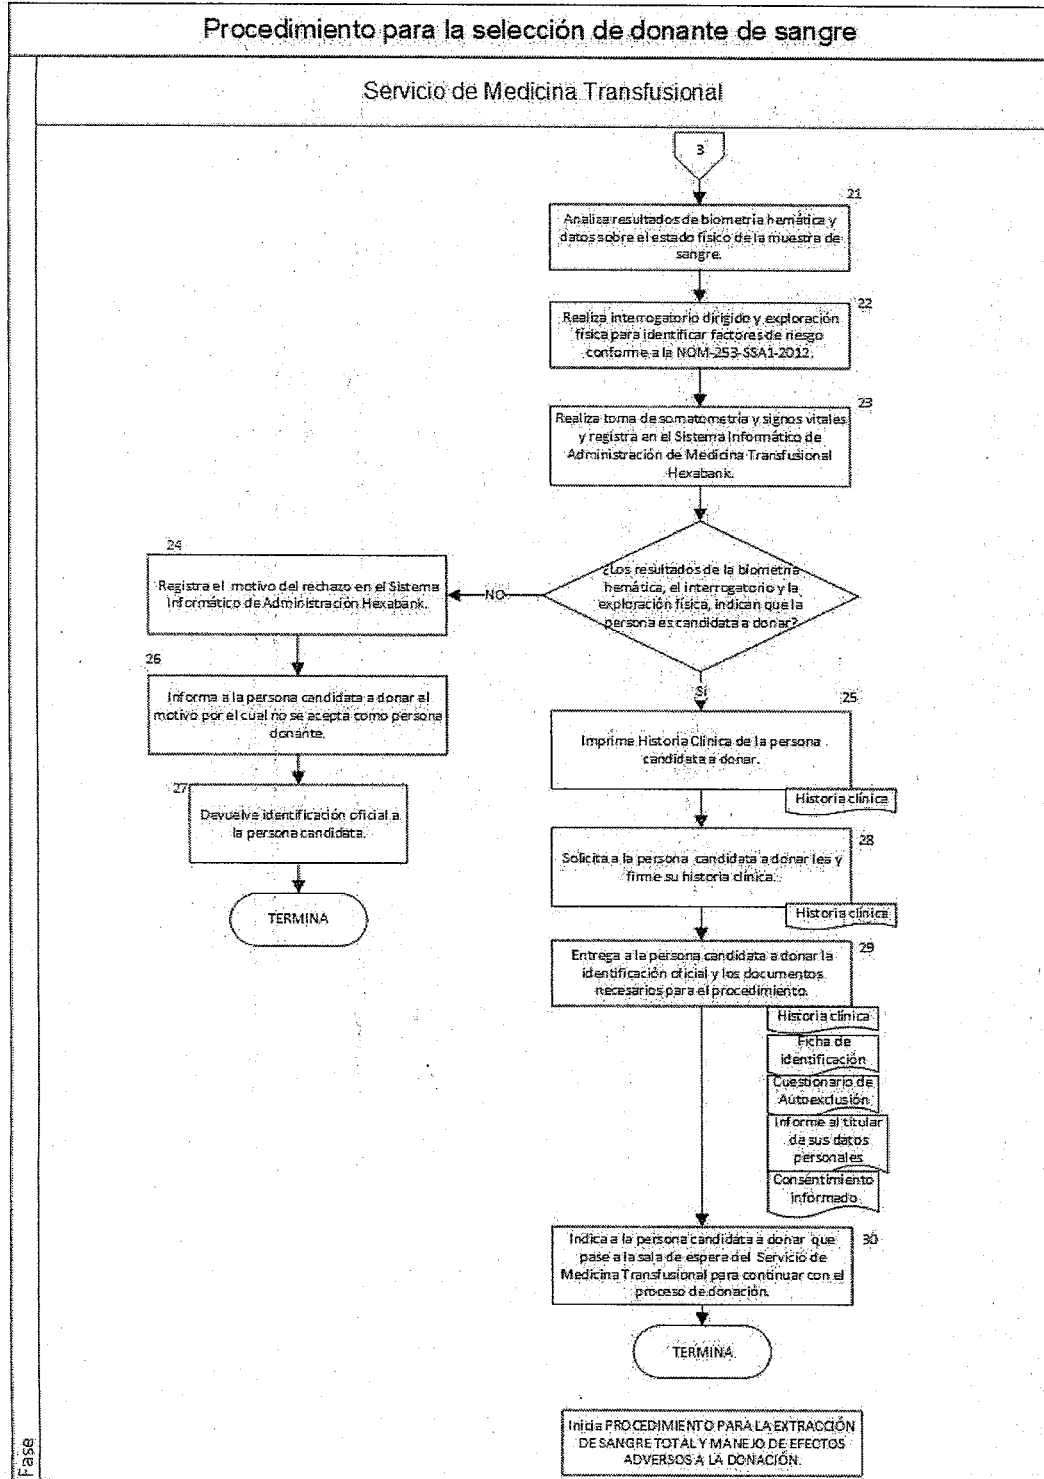 Procedimiento para la selección de donante de sangre
Servicio de Medicina Transfusional
3
21
Analiza resultados de biometría hemática y
datos sobre el estado físico de la muestra de
sangre.
22
Realiza interrogatorio dirigido y exploración
física para identificar factores de riesgo
conforme a la NOM-253-SSA1-2012.
23
Realiza toma de somatometría y signos vitales
y registra en el Sistema Informático de
Administración de Medicina Transfusional
Hexabank.
¿Los resultados de la biometría
hemática, el interrogatorio y la
exploración física, indican que la
persona es candidata a donar?
NO
24
Registra el motivo del rechazo en el Sistema
Informático de Administración Hexabank.
26
Informa a la persona candidata a donar el
motivo por el cual no se acepta como persona
donante.
27
Devuelve identificación oficial a
la persona candidata.
TERMINA
Sí
25
Imprime Historia Clínica de la persona
candidata a donar.
Historia clínica
28
Solicita a la persona candidata a donar lea y
firme su historia clínica.
Historia clínica
29
Entrega a la persona candidata a donar la
identificación oficial y los documentos
necesarios para el procedimiento.
Historia clínica
Ficha de
identificación
Cuestionario de
Autoexclusión
Informe al titular
de sus datos
personales
Consentimiento
informado
30
Indica a la persona candidata a donar que
pase a la sala de espera del Servicio de
Medicina Transfusional para continuar con el
proceso de donación.
TERMINA
Inicia PROCEDIMIENTO PARA LA EXTRACCIÓN
DE SANGRE TOTAL Y MANEJO DE EFECTOS
ADVERSOS A LA DONACIÓN.
Fase